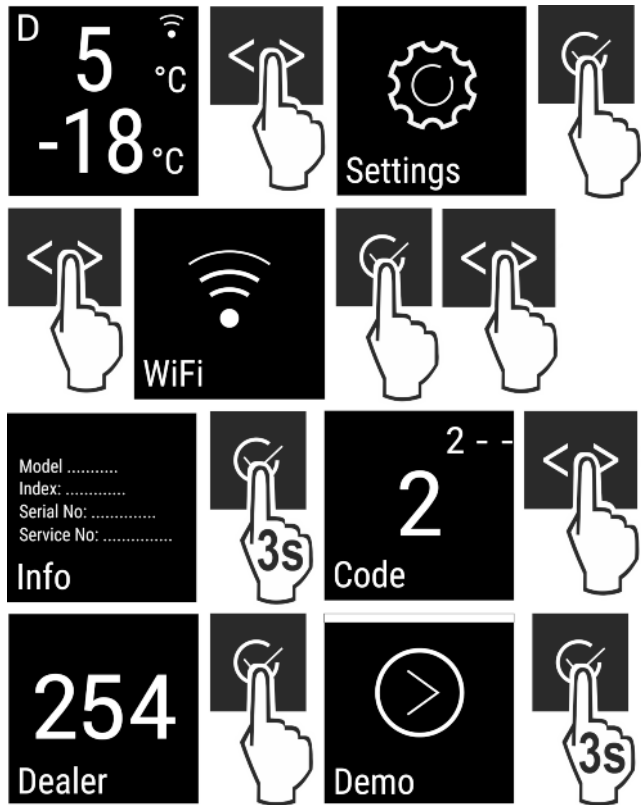 D
5 °C
-18 °C
Settings
WiFi
Model ...........
Index: .............
Serial No: ..............
Service No: ...............
Info
3s
2 - -
2
Code
254
Dealer
Demo
3s